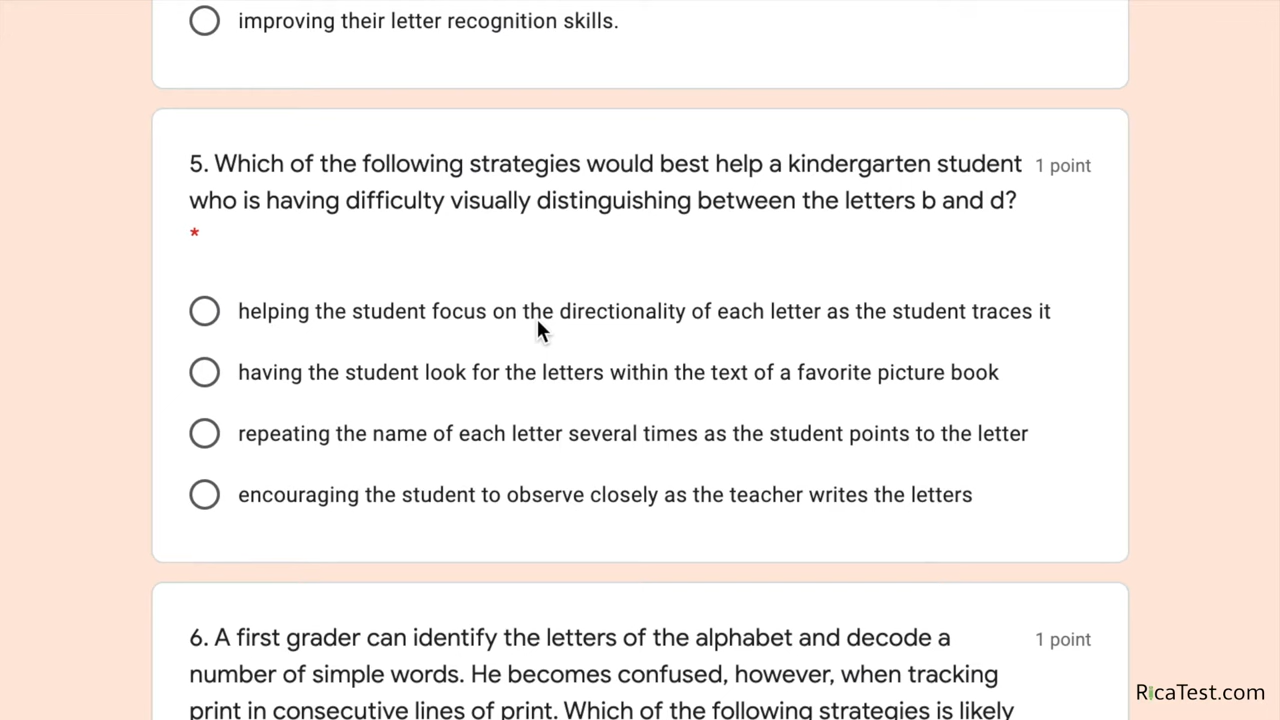 improving their letter recognition skills.
5. Which of the following strategies would best help a kindergarten student 1 point
who is having difficulty visually distinguishing between the letters b and d?
*
helping the student focus on the directionality of each letter as the student traces it
having the student look for the letters within the text of a favorite picture book
repeating the name of each letter several times as the student points to the letter
encouraging the student to observe closely as the teacher writes the letters
6. A first grader can identify the letters of the alphabet and decode a 1 point
number of simple words. He becomes confused, however, when tracking
print in consecutive lines of print. Which of the following strategies is likely
RicaTest.com